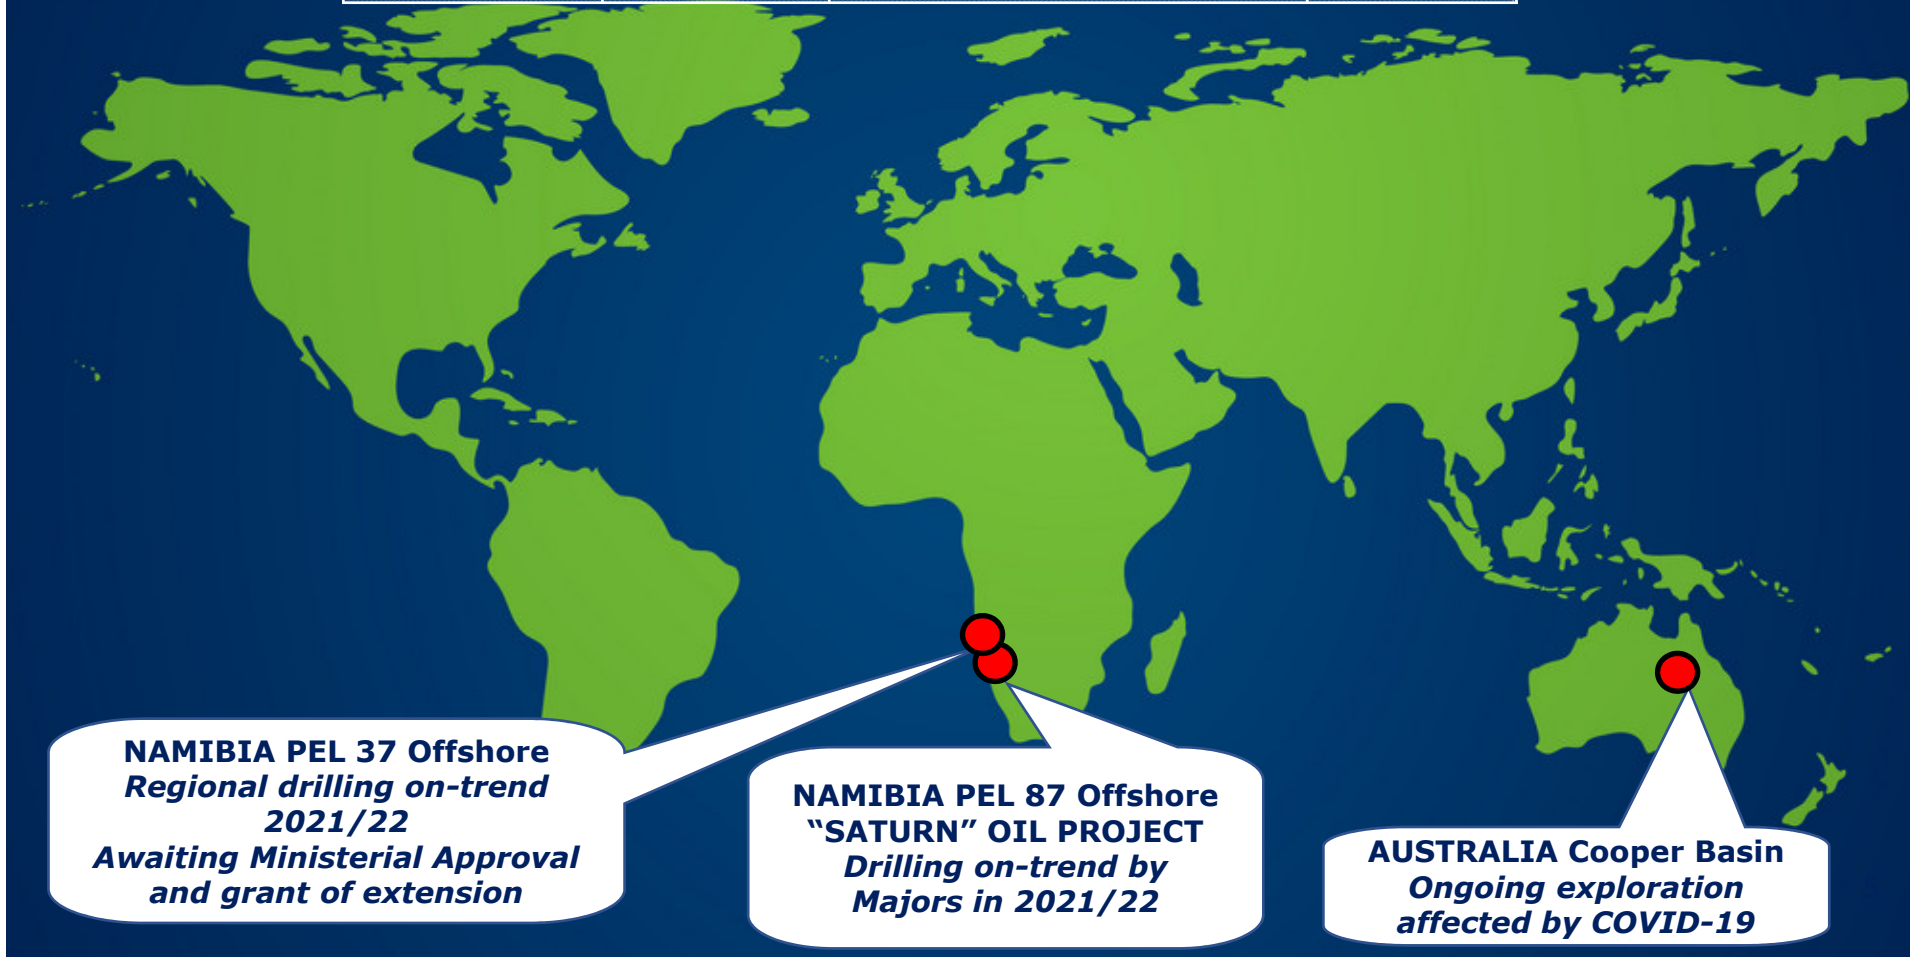 NAMIBIA PEL 37 Offshore
Regional drilling on-trend
2021/22
Awaiting Ministerial Approval
and grant of extension
NAMIBIA PEL 87 Offshore
“SATURN” OIL PROJECT
Drilling on-trend by
Majors in 2021/22
AUSTRALIA Cooper Basin
Ongoing exploration
affected by COVID-19